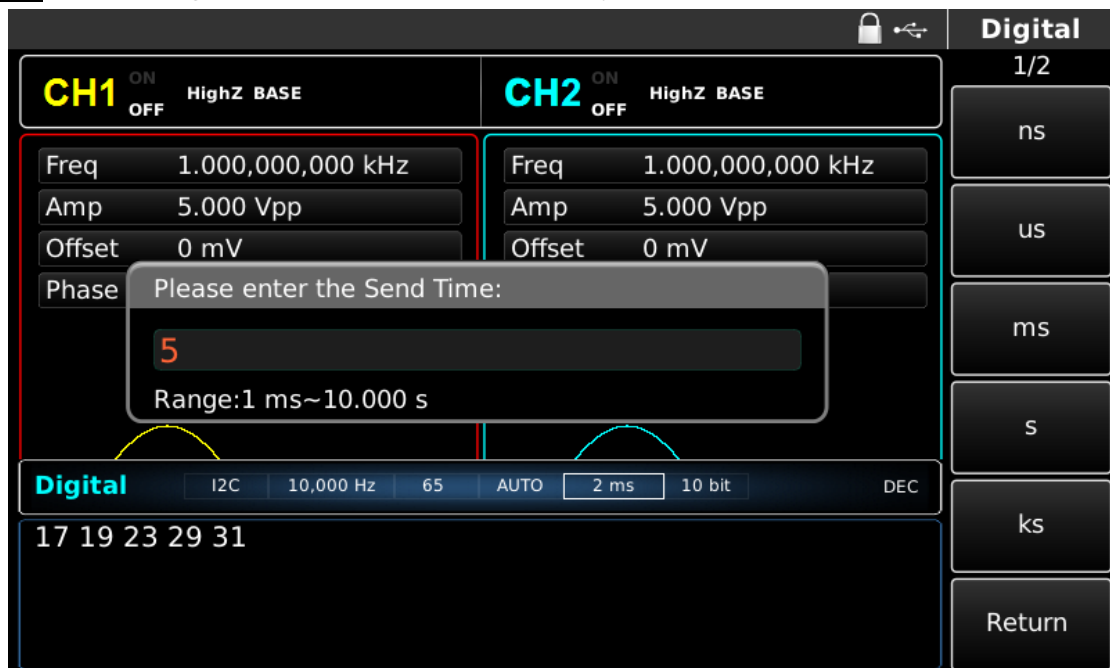 Digital
1/2
CH1 ON OFF HighZ BASE
CH2 ON OFF HighZ BASE
Freq 1.000,000,000 kHz
Amp 5.000 Vpp
Offset 0 mV
Phase
Freq 1.000,000,000 kHz
Amp 5.000 Vpp
Offset 0 mV
Please enter the Send Time:
5
Range:1 ms~10.000 s
Digital I2C 10,000 Hz 65 AUTO 2 ms 10 bit DEC
17 19 23 29 31
ns
us
ms
s
ks
Return